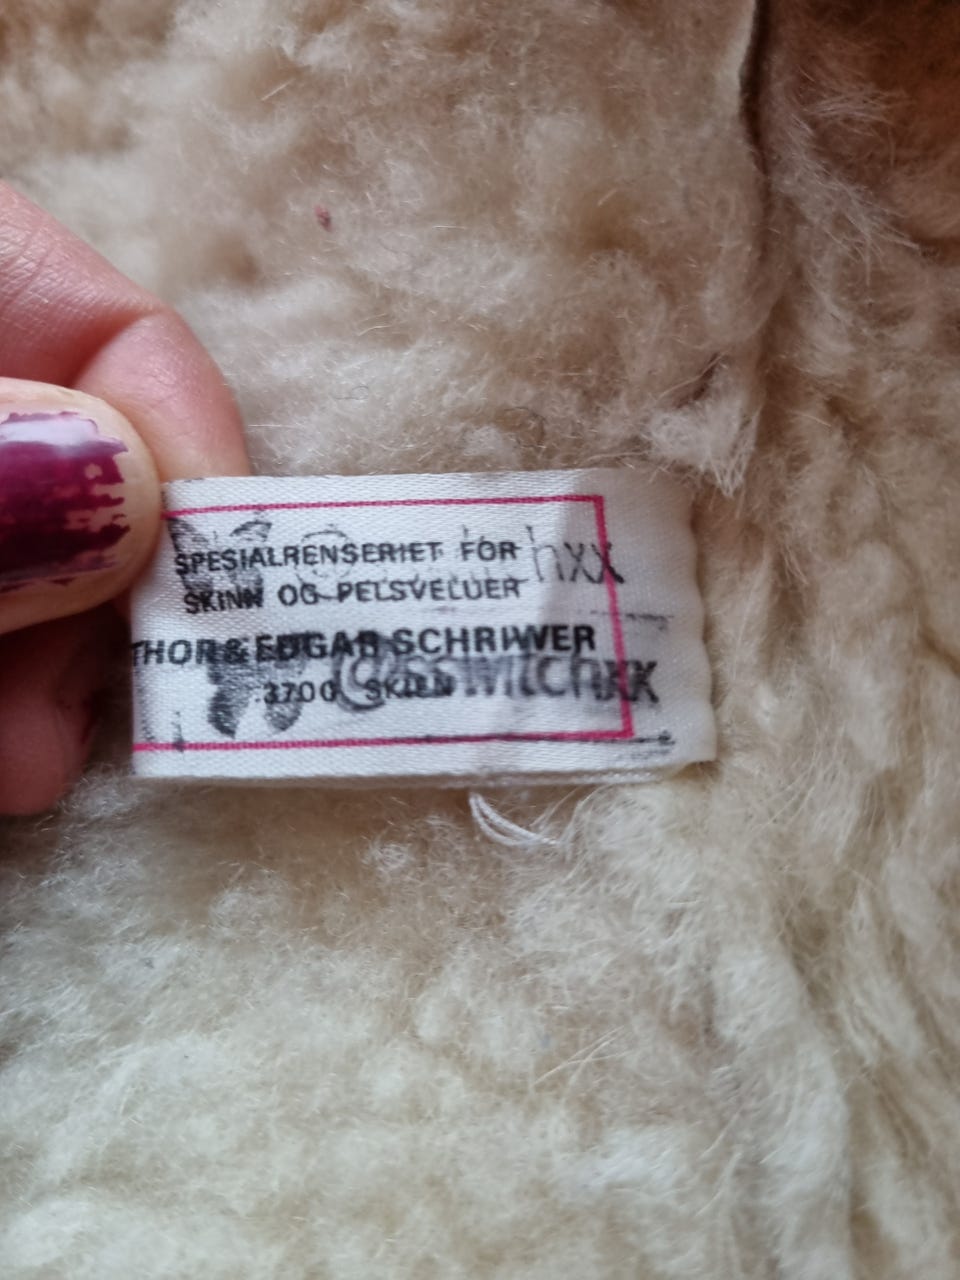 SPESIALRENSERIET FOR
SKINN OG PELSVELUER
THOR & EDGAR SCHRIWER
3700 SKIEN